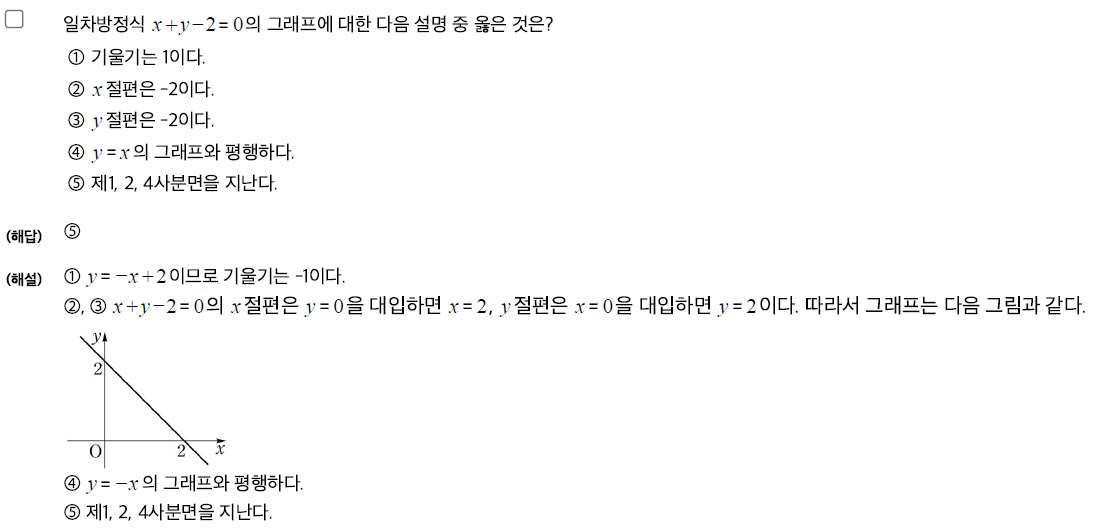 일차방정식 x+y-2=0의 그래프에 대한 다음 설명 중 옳은 것은?
① 기울기는 1이다.
② x절편은 -2이다.
③ y절편은 -2이다.
④ y=x의 그래프와 평행하다.
⑤ 제1, 2, 4사분면을 지난다.
(해답) ⑤
(해설) ① y=-x+2이므로 기울기는 -1이다.
②, ③ x+y-2=0의 x절편은 y=0을 대입하면 x=2, y절편은 x=0을 대입하면 y=2이다. 따라서 그래프는 다음 그림과 같다.
y
2
O 2 x
④ y=-x의 그래프와 평행하다.
⑤ 제1, 2, 4사분면을 지난다.